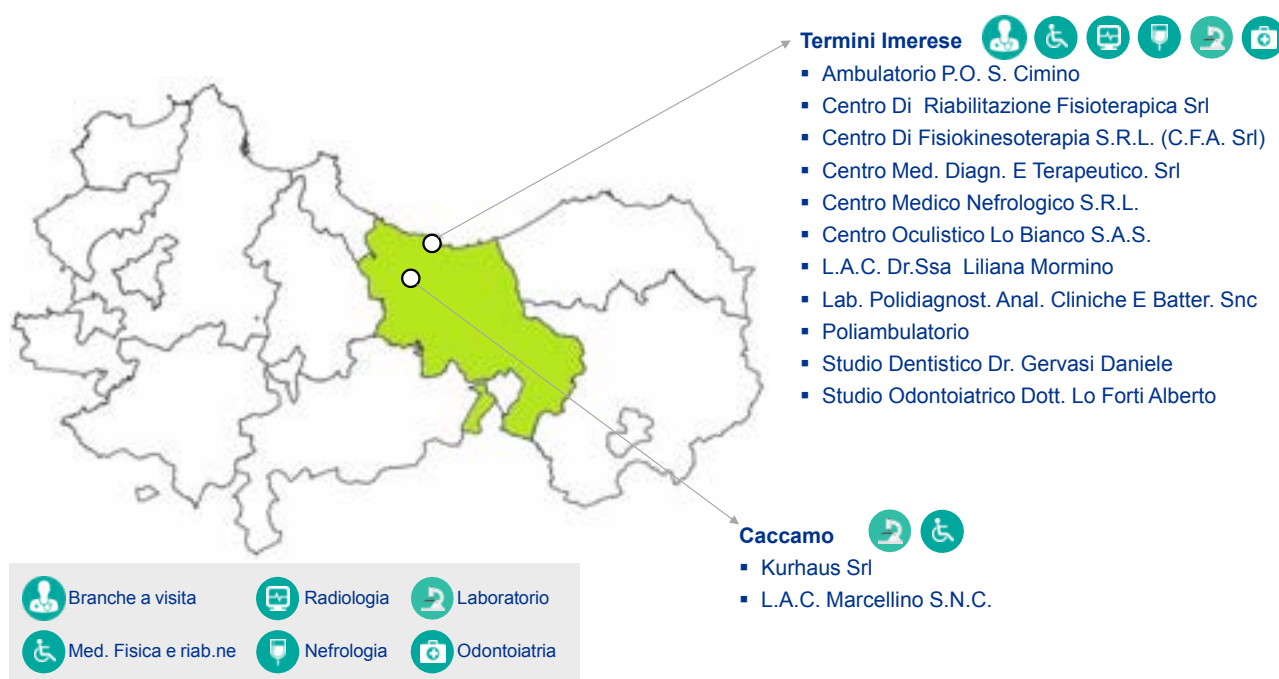 Termini Imerese
▪ Ambulatorio P.O. S. Cimino
▪ Centro Di Riabilitazione Fisioterapica Srl
▪ Centro Di Fisiokinesoterapia S.R.L. (C.F.A. Srl)
▪ Centro Med. Diagn. E Terapeutico. Srl
▪ Centro Medico Nefrologico S.R.L.
▪ Centro Oculistico Lo Bianco S.A.S.
▪ L.A.C. Dr.Ssa Liliana Mormino
▪ Lab. Polidiagnost. Anal. Cliniche E Batter. Snc
▪ Poliambulatorio
▪ Studio Dentistico Dr. Gervasi Daniele
▪ Studio Odontoiatrico Dott. Lo Forti Alberto
Caccamo
▪ Kurhaus Srl
▪ L.A.C. Marcellino S.N.C.
Branche a visita
Radiologia
Laboratorio
Med. Fisica e riab.ne
Nefrologia
Odontoiatria